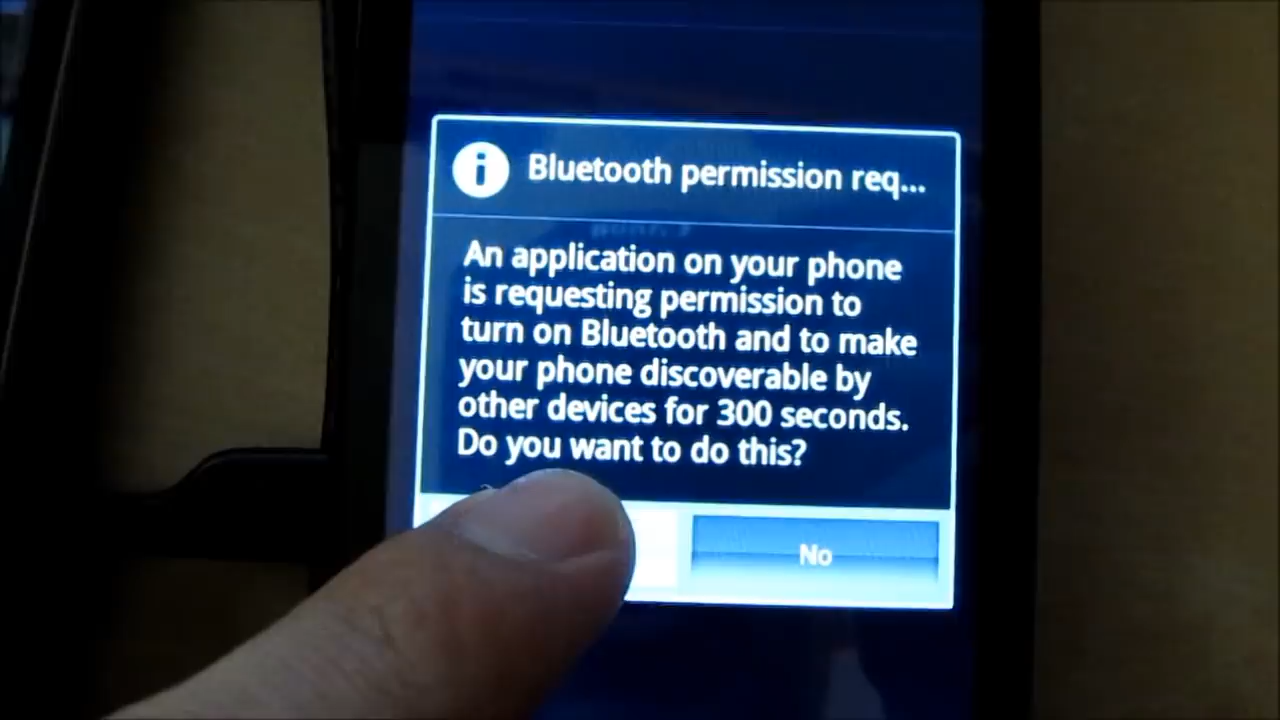 Bluetooth permission req...
An application on your phone
is requesting permission to
turn on Bluetooth and to make
your phone discoverable by
other devices for 300 seconds.
Do you want to do this?
No